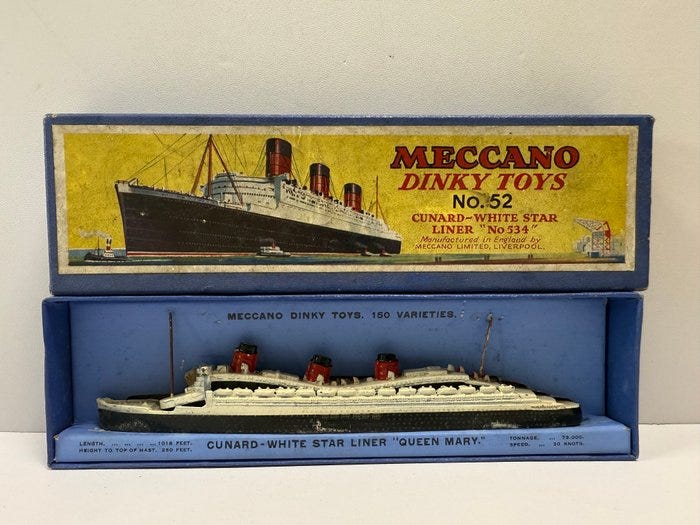 MECCANO
DINKY TOYS
No. 52
CUNARD-WHITE STAR
LINER "No 534"
Manufactured in England by
MECCANO LIMITED, LIVERPOOL.
MECCANO DINKY TOYS. 150 VARIETIES.
LENGTH. ... ... ... ... 1018 FEET.
HEIGHT TO TOP OF MAST. 250 FEET.
CUNARD-WHITE STAR LINER "QUEEN MARY."
TONNAGE. ... 73,000.
SPEED. ... 30 KNOTS.